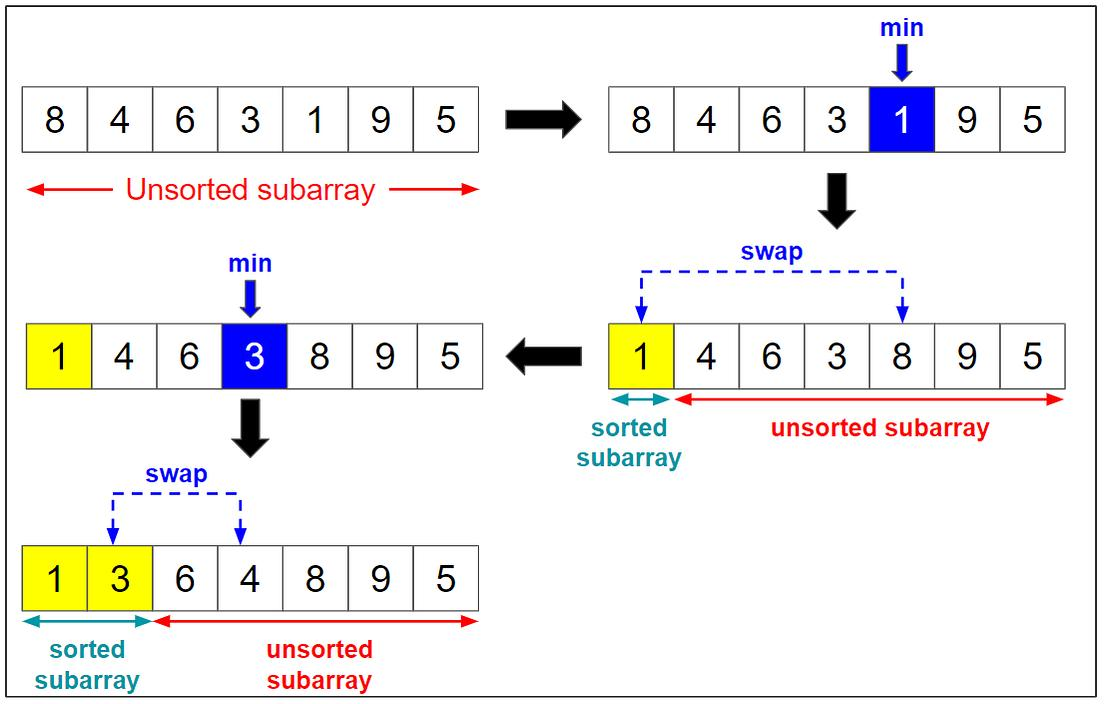 min
8 4 6 3 1 9 5
8 4 6 3 1 9 5
Unsorted subarray
swap
min
1 4 6 3 8 9 5
1 4 6 3 8 9 5
sorted
subarray
unsorted subarray
swap
1 3 6 4 8 9 5
sorted
subarray
unsorted
subarray